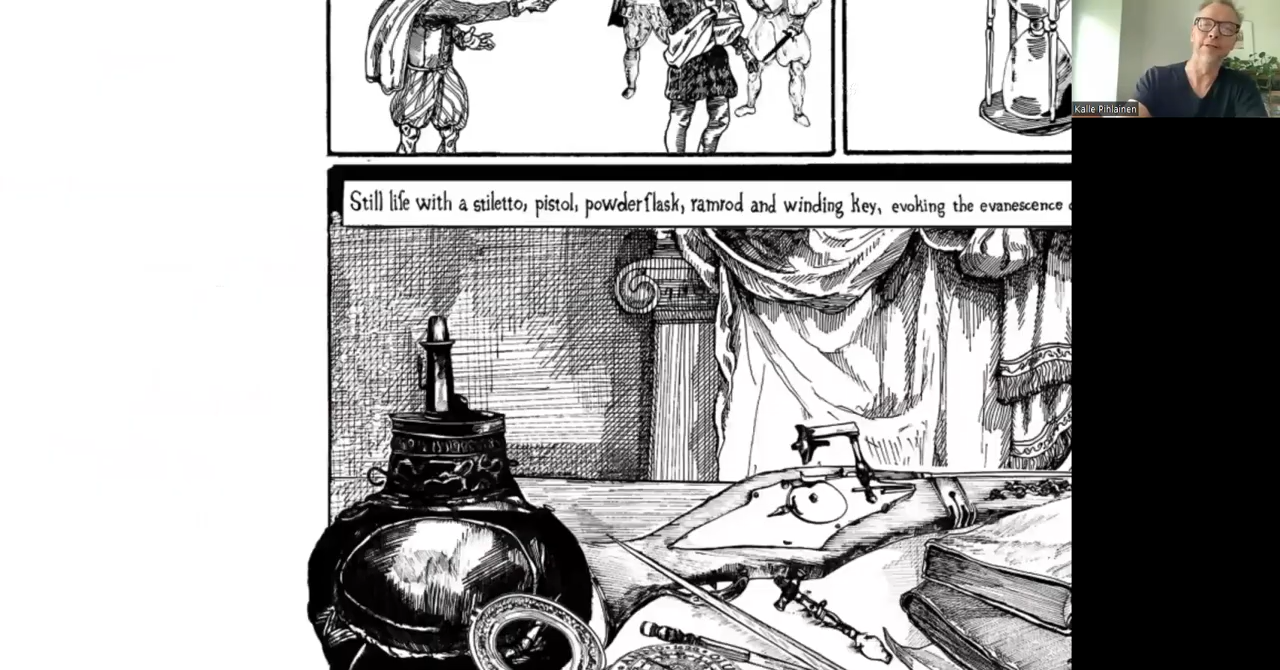 Kalle Pihlainen
Still life with a stiletto, pistol, powderflask, ramrod and winding key, evoking the evanescence